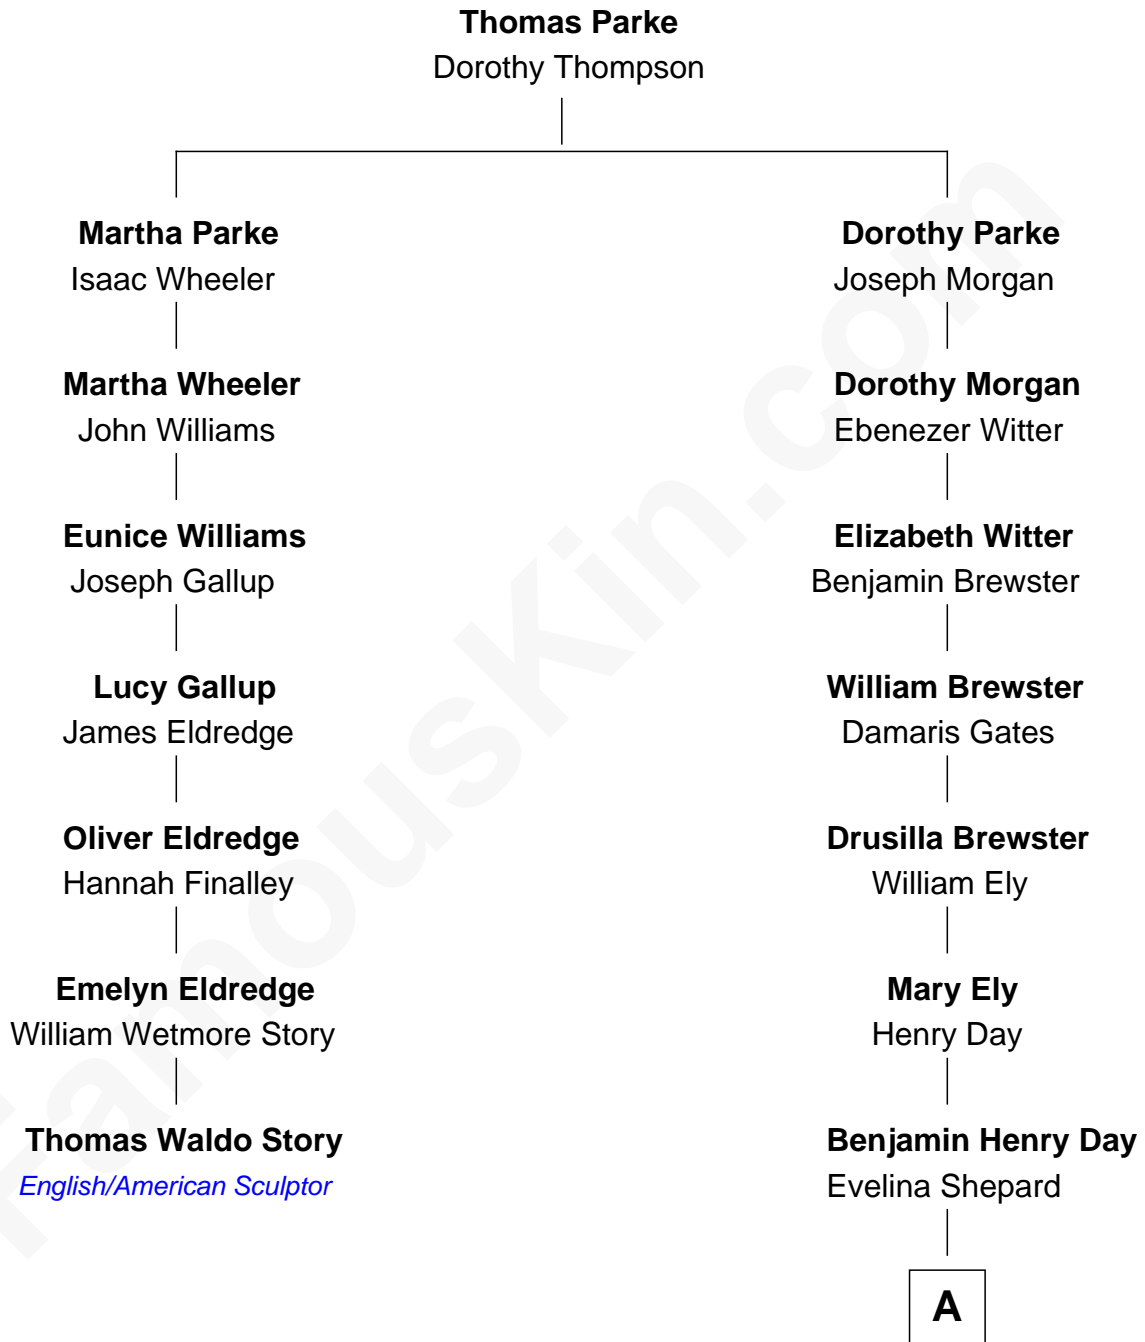 Thomas Parke
Dorothy Thompson
Martha Parke
Isaac Wheeler
Dorothy Parke
Joseph Morgan
Martha Wheeler
John Williams
Dorothy Morgan
Ebenezer Witter
Eunice Williams
Joseph Gallup
Elizabeth Witter
Benjamin Brewster
Lucy Gallup
James Eldredge
William Brewster
Damaris Gates
Oliver Eldredge
Hannah Finalley
Drusilla Brewster
William Ely
Emelyn Eldredge
William Wetmore Story
Mary Ely
Henry Day
Thomas Waldo Story
English/American Sculptor
Benjamin Henry Day
Evelina Shepard
A
FamousKin.com